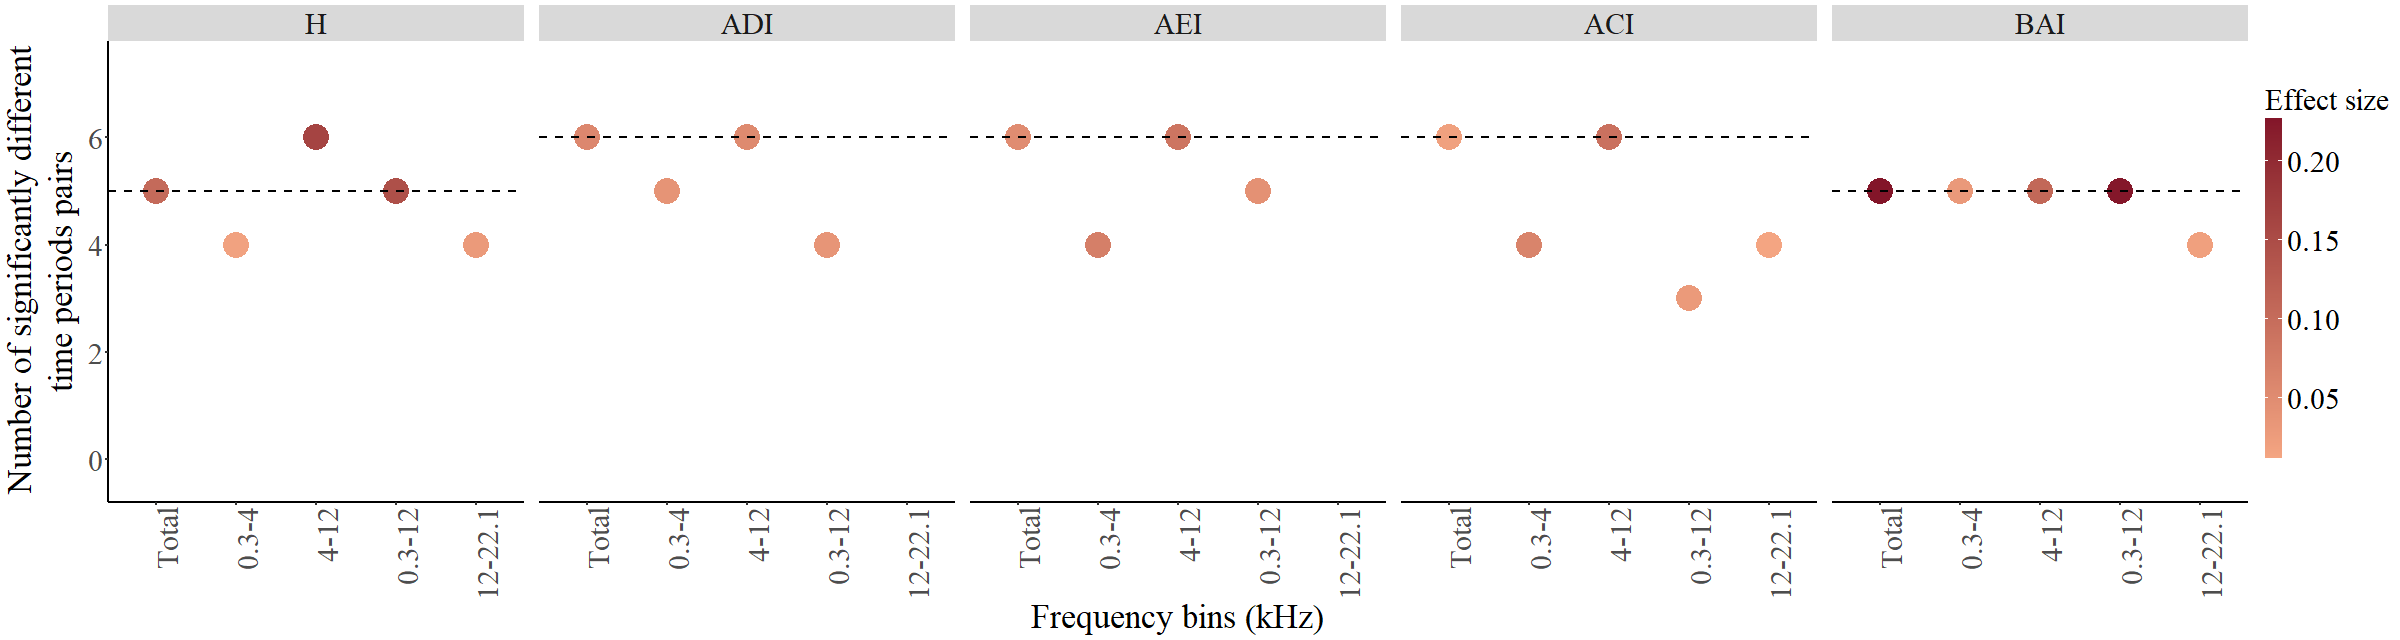 H
ADI
AEI
ACI
BAI
Number of significantly different
time periods pairs
6
4
2
0
Total
0.3-4
4-12
0.3-12
12-22.1
Total
0.3-4
4-12
0.3-12
12-22.1
Total
0.3-4
4-12
0.3-12
12-22.1
Total
0.3-4
4-12
0.3-12
12-22.1
Total
0.3-4
4-12
0.3-12
12-22.1
Frequency bins (kHz)
Effect size
0.20
0.15
0.10
0.05